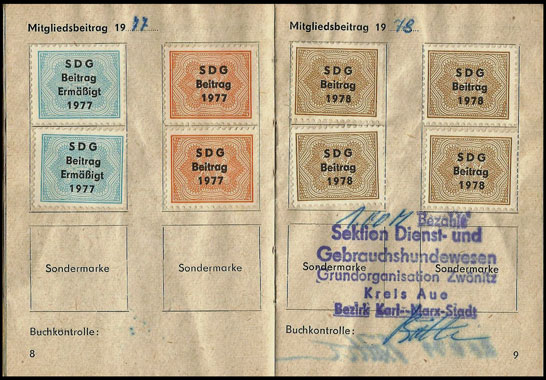 Mitgliedsbeitrag 19 77
SDG
Beitrag
Ermäßigt
1977
SDG
Beitrag
1977
SDG
Beitrag
Ermäßigt
1977
SDG
Beitrag
1977
Sondermarke
Sondermarke
Buchkontrolle:
8
Mitgliedsbeitrag 19 78
SDG
Beitrag
1978
SDG
Beitrag
1978
SDG
Beitrag
1978
SDG
Beitrag
1978
Bezahlt
Sektion Dienst- und
Gebrauchshundewesen
Grundorganisation Zwönitz
Kreis Aue
Bezirk Karl-Marx-Stadt
Sondermarke
Sondermarke
Buchkontrolle:
9